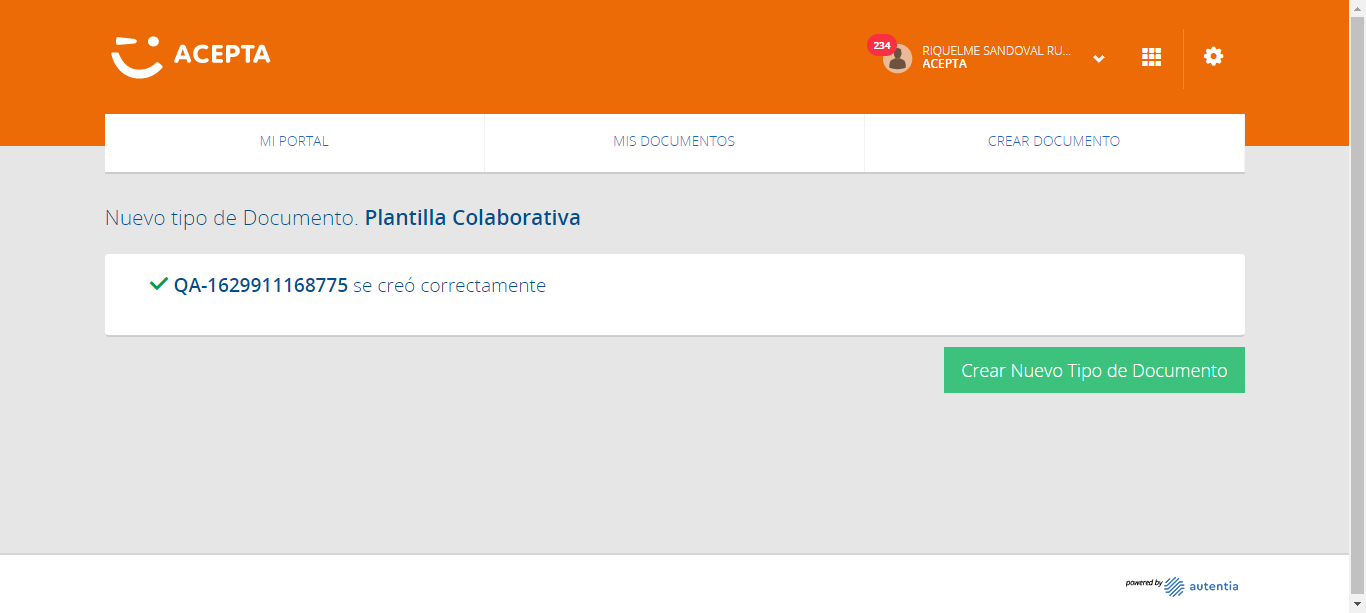 ACEPTA
234
RIQUELME SANDOVAL RU...
ACEPTA
MI PORTAL
MIS DOCUMENTOS
CREAR DOCUMENTO
Nuevo tipo de Documento. Plantilla Colaborativa
QA-1629911168775 se creó correctamente
Crear Nuevo Tipo de Documento
powered by autentia